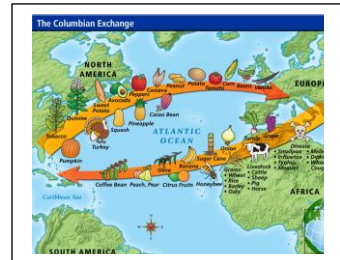 The Columbian Exchange
NORTH
AMERICA
EUROPE
Avocado
Peppers
Cassava
Peanut
Potato
Tomato
Corn
Beans
Vanilla
Sweet
Potato
Quinine
Pineapple
Cacao Bean
Squash
Tobacco
Turkey
Pumpkin
ATLANTIC
OCEAN
Onion
Turnip
Grape
Olive
Banana
Sugar Cane
Coffee Bean
Peach, Pear
Citrus Fruits
Honeybee
Grains
• Wheat
• Rice
• Barley
• Oats
Livestock
• Cattle
• Sheep
• Pig
• Horse
Disease
• Smallpox
• Influenza
• Typhus
Caribbean Sea
AFRICA
SOUTH AMERICA